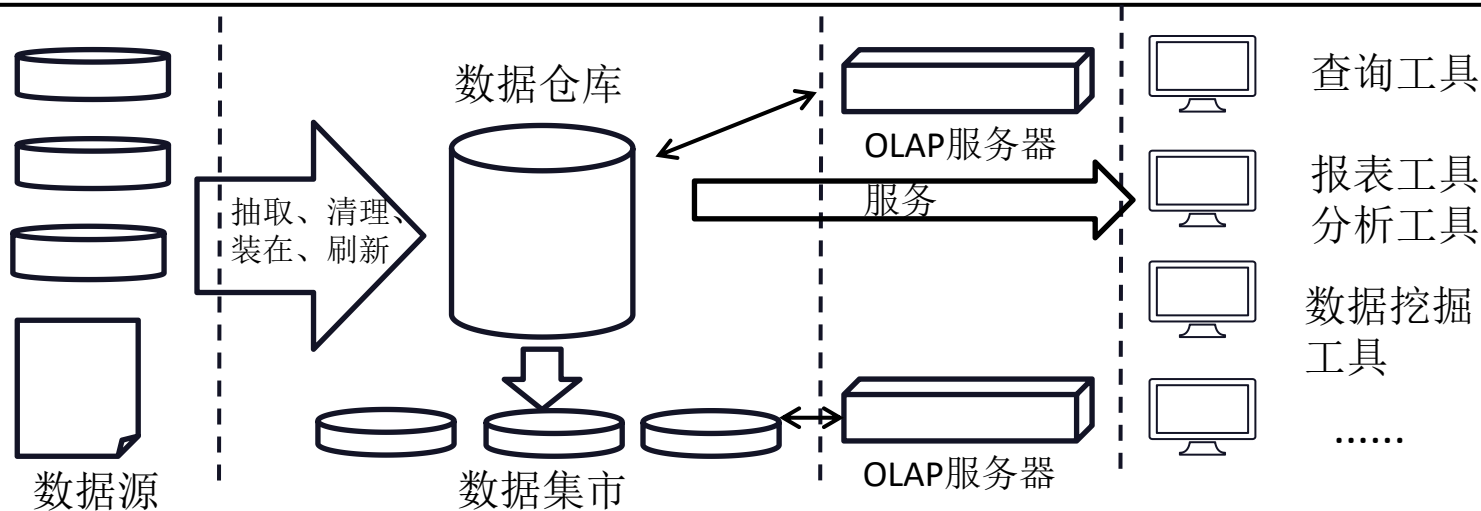 数据源
抽取、清理、
装在、刷新
数据仓库
数据集市
OLAP服务器
服务
OLAP服务器
查询工具
报表工具
分析工具
数据挖掘
工具
......